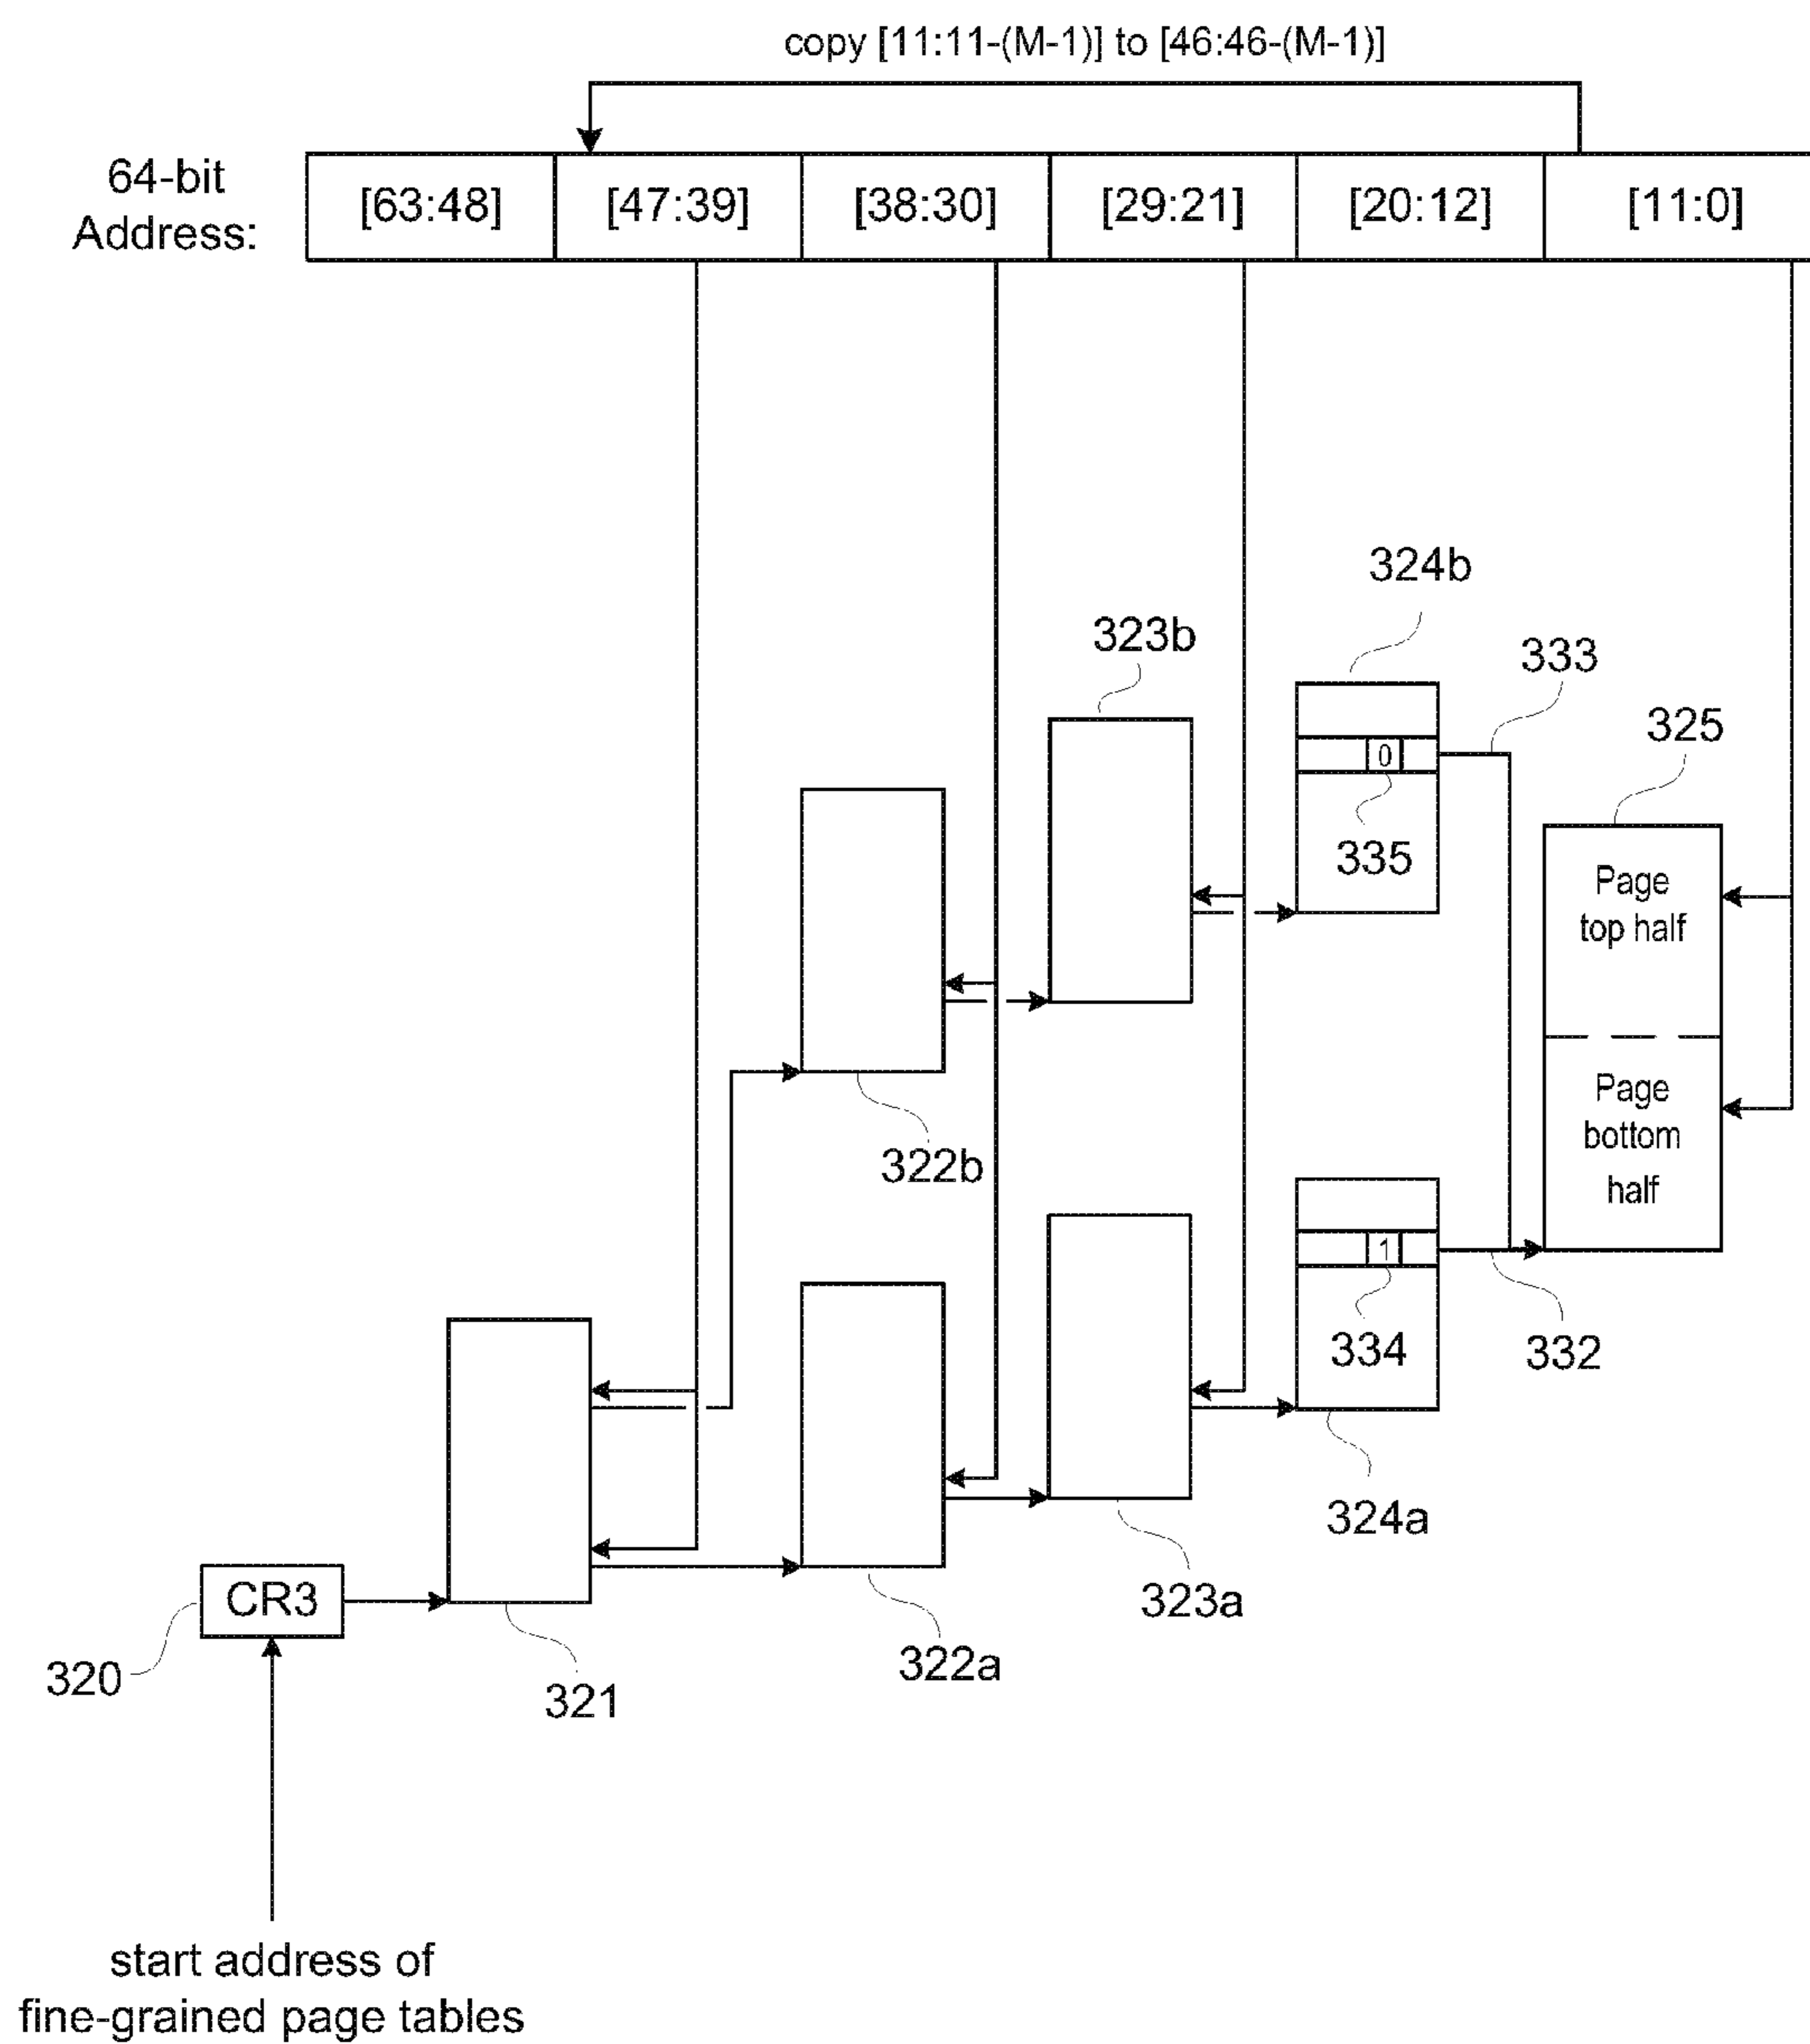 copy [11:11-(M-1)] to [46:46-(M-1)]
64-bit
Address:
[63:48] [47:39] [38:30] [29:21] [20:12] [11:0]
324b
323b
333
325
0
335
Page
top half
Page
bottom
half
322b
1
334
332
324a
323a
CR3
322a
320
321
start address of
fine-grained page tables